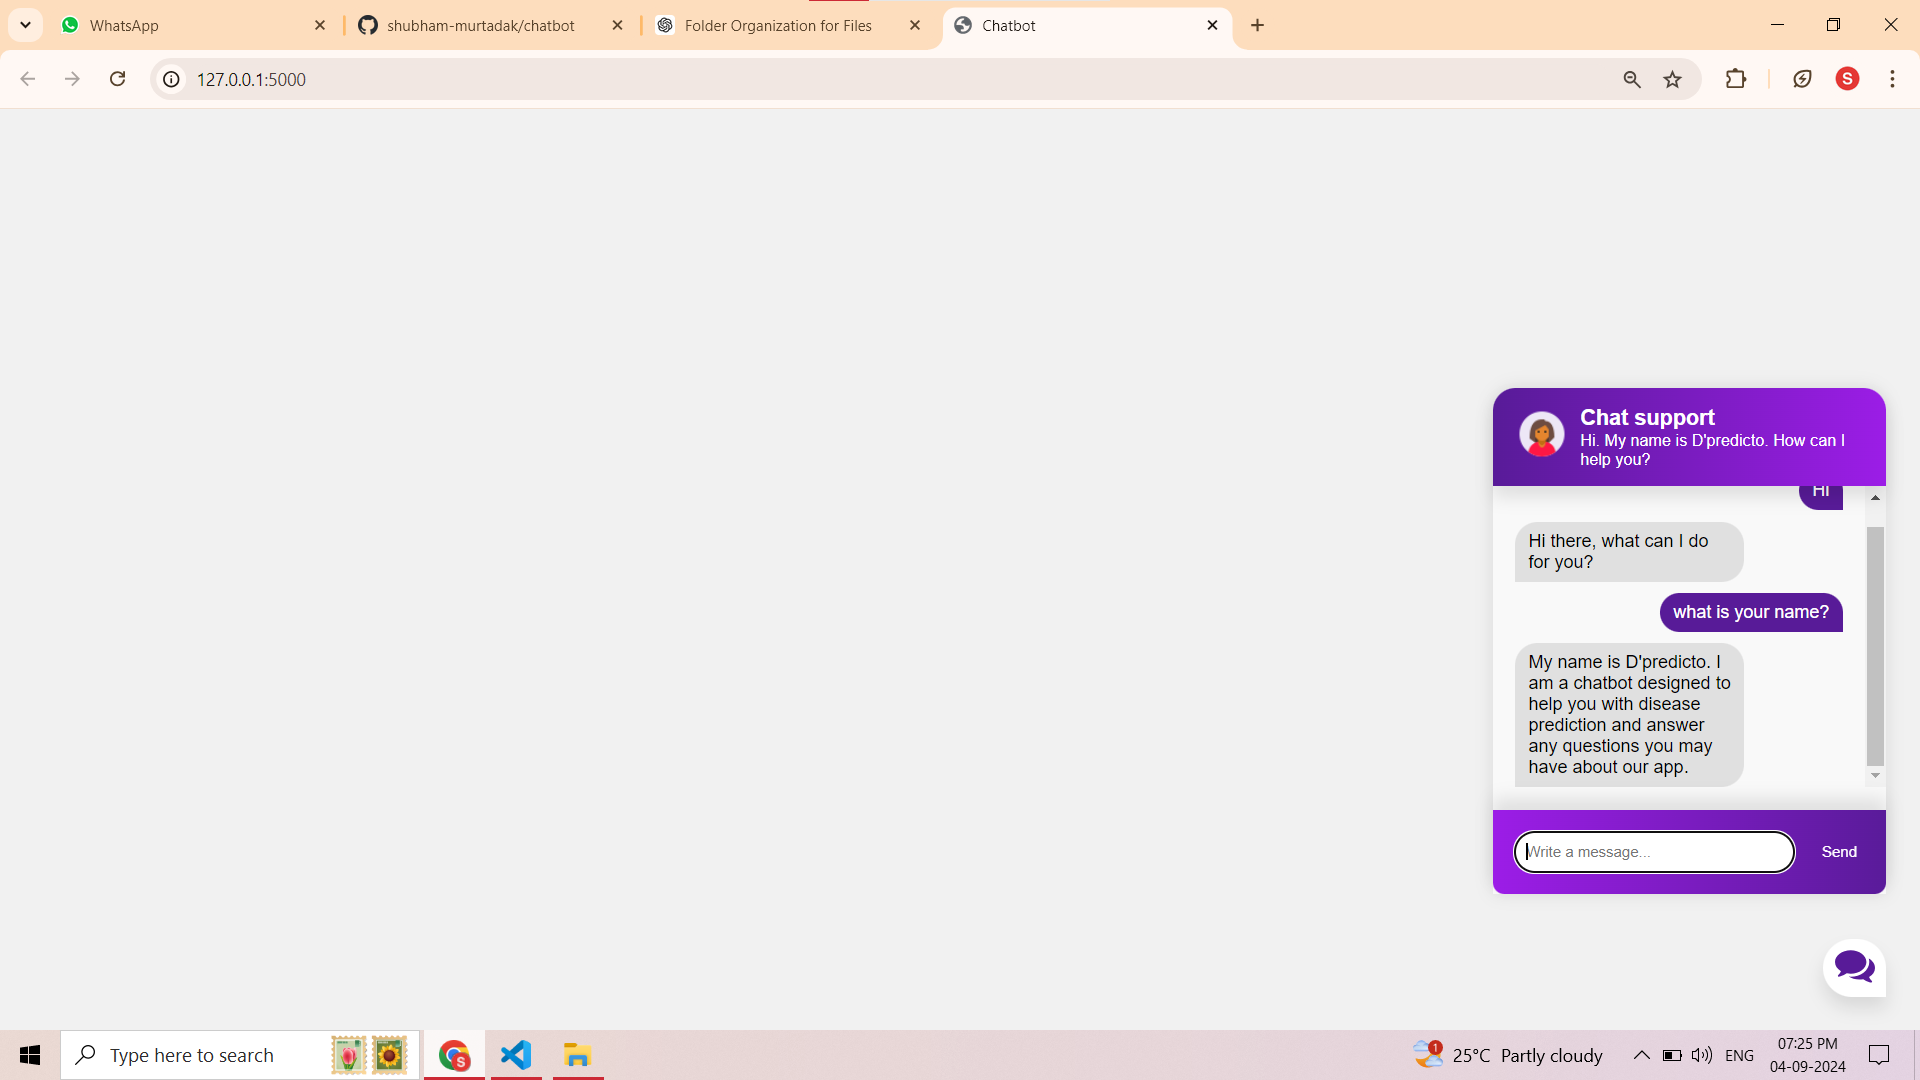 WhatsApp
shubham-murtadak/chatbot
Folder Organization for Files
Chatbot
127.0.0.1:5000
S
Chat support
Hi. My name is D'predicto. How can I
help you?
Hi
Hi there, what can I do
for you?
what is your name?
My name is D'predicto. I
am a chatbot designed to
help you with disease
prediction and answer
any questions you may
have about our app.
Write a message...
Send
Type here to search
S
1
25°C Partly cloudy
ENG
07:25 PM
04-09-2024